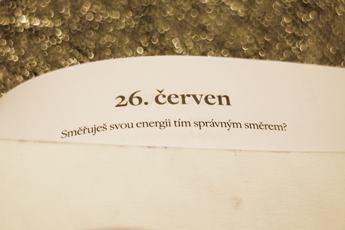 26. červen
Směřuješ svou energii tím správným směrem?